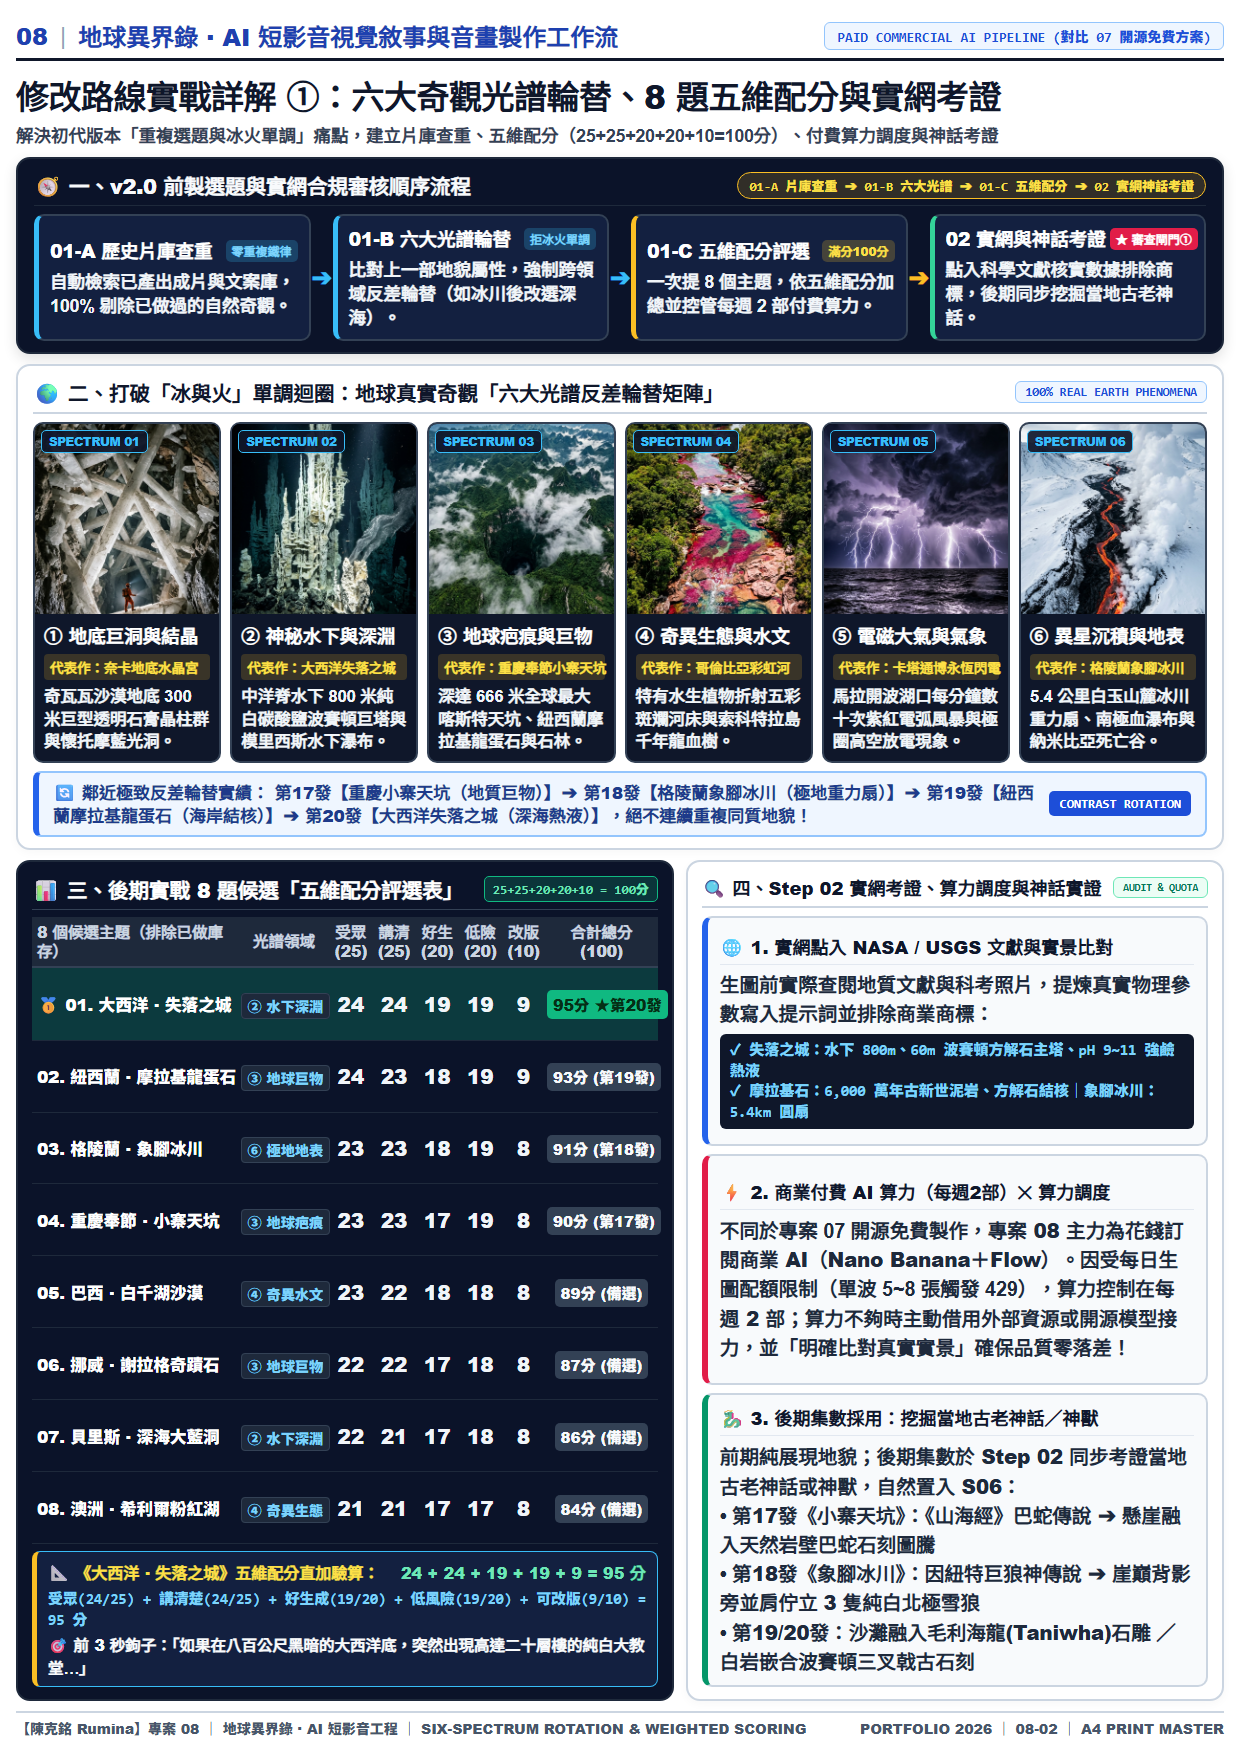 08 | 地球異界錄 · AI 短影音視覺敘事與音畫製作工作流
PAID COMMERCIAL AI PIPELINE (對比 07 開源免費方案)
修改路線實戰詳解 ①：六大奇觀光譜輪替、8 題五維配分與實網考證
解決初代版本「重複選題與冰火單調」痛點，建立片庫查重、五維配分（25+25+20+20+10=100分）、付費算力調度與神話考證
🧭 一、v2.0 前製選題與實網合規審核順序流程
01-A 片庫查重 ➔ 01-B 六大光譜 ➔ 01-C 五維配分 ➔ 02 實網神話考證
01-A 歷史片庫查重 零重複鐵律
自動檢索已產出成片與文案庫，
100% 剔除已做過的自然奇觀。
➔
01-B 六大光譜輪替 拒冰火單調
比對上一部地貌屬性，強制跨領
域反差輪替（如冰川後改選深
海）。
➔
01-C 五維配分評選 滿分100分
一次提 8 個主題，依五維配分加
總並控管每週 2 部付費算力。
➔
02 實網與神話考證 ★ 審查閘門①
點入科學文獻核實數據排除商
標，後期同步挖掘當地古老神
話。
🌍 二、打破「冰與火」單調迴圈：地球真實奇觀「六大光譜反差輪替矩陣」
100% REAL EARTH PHENOMENA
SPECTRUM 01
① 地底巨洞與結晶
代表作：奈卡地底水晶宮
奇瓦瓦沙漠地底 300
米巨型透明石膏晶柱群
與懷托摩藍光洞。
SPECTRUM 02
② 神秘水下與深淵
代表作：大西洋失落之城
中洋脊水下 800 米純
白碳酸鹽波賽頓巨塔與
模里西斯水下瀑布。
SPECTRUM 03
③ 地球疤痕與巨物
代表作：重慶奉節小寨天坑
深達 666 米全球最大
喀斯特天坑、紐西蘭摩
拉基龍蛋石與石林。
SPECTRUM 04
④ 奇異生態與水文
代表作：哥倫比亞彩虹河
特有水生植物折射五彩
斑斕河床與索科特拉島
千年龍血樹。
SPECTRUM 05
⑤ 電磁大氣與氣象
代表作：卡塔通博永恆閃電
馬拉開波湖口每分鐘數
十次紫紅電弧風暴與極
圈高空放電現象。
SPECTRUM 06
⑥ 異星沉積與地表
代表作：格陵蘭象腳冰川
5.4 公里白玉山麓冰川
重力扇、南極血瀑布與
納米比亞死亡谷。
🔄 鄰近極致反差輪替實績： 第17發【重慶小寨天坑（地質巨物）】➔ 第18發【格陵蘭象腳冰川（極地重力扇）】➔ 第19發【紐西
蘭摩拉基龍蛋石（海岸結核）】➔ 第20發【大西洋失落之城（深海熱液）】，絕不連續重複同質地貌！
CONTRAST ROTATION
📊 三、後期實戰 8 題候選「五維配分評選表」
25+25+20+20+10 = 100分
8 個候選主題（排除已做庫存） 光譜領域 受眾(25) 講清(25) 好生(20) 低險(20) 改版(10) 合計總分(100)
🥇 01. 大西洋 · 失落之城 ② 水下深淵 24 24 19 19 9 95分 ★第20發
02. 紐西蘭 · 摩拉基龍蛋石 ③ 地球巨物 24 23 18 19 9 93分 (第19發)
03. 格陵蘭 · 象腳冰川 ⑥ 極地地表 23 23 18 19 8 91分 (第18發)
04. 重慶奉節 · 小寨天坑 ③ 地球疤痕 23 23 17 19 8 90分 (第17發)
05. 巴西 · 白千湖沙漠 ④ 奇異水文 23 22 18 18 8 89分 (備選)
06. 挪威 · 謝拉格奇蹟石 ③ 地球巨物 22 22 17 18 8 87分 (備選)
07. 貝里斯 · 深海大藍洞 ② 水下深淵 22 21 17 18 8 86分 (備選)
08. 澳洲 · 希利爾粉紅湖 ④ 奇異生態 21 21 17 17 8 84分 (備選)
📐 《大西洋 · 失落之城》五維配分直加驗算： 24 + 24 + 19 + 19 + 9 = 95 分
受眾(24/25) + 講清楚(24/25) + 好生成(19/20) + 低風險(19/20) + 可改版(9/10) =
95 分
🎯 前 3 秒鉤子：「如果在八百公尺黑暗的大西洋底，突然出現高達二十層樓的純白大教
堂…」
🔍 四、Step 02 實網考證、算力調度與神話實證
AUDIT & QUOTA
🌐 1. 實網點入 NASA / USGS 文獻與實景比對
生圖前實際查閱地質文獻與科考照片，提煉真實物理參
數寫入提示詞並排除商業商標：
✓ 失落之城：水下 800m、60m 波賽頓方解石主塔、pH 9~11 強鹼
熱液
✓ 摩拉基石：6,000 萬年古新世泥岩、方解石結核｜象腳冰川：
5.4km 圓扇
⚡ 2. 商業付費 AI 算力（每週2部）× 算力調度
不同於專案 07 開源免費製作，專案 08 主力為花錢訂
閱商業 AI（Nano Banana＋Flow）。因受每日生
圖配額限制（單波 5~8 張觸發 429），算力控制在每
週 2 部；算力不夠時主動借用外部資源或開源模型接
力，並「明確比對真實實景」確保品質零落差！
🐉 3. 後期集數採用：挖掘當地古老神話／神獸
前期純展現地貌；後期集數於 Step 02 同步考證當地
古老神話或神獸，自然置入 S06：
• 第17發《小寨天坑》：《山海經》巴蛇傳說 ➔ 懸崖融
入天然岩壁巴蛇石刻圖騰
• 第18發《象腳冰川》：因紐特巨狼神傳說 ➔ 崖巔背影
旁並肩佇立 3 隻純白北極雪狼
• 第19/20發：沙灘融入毛利海龍(Taniwha)石雕 ／
白岩嵌合波賽頓三叉戟古石刻
【陳克銘 Rumina】專案 08 | 地球異界錄 · AI 短影音工程 | SIX-SPECTRUM ROTATION & WEIGHTED SCORING
PORTFOLIO 2026 | 08-02 | A4 PRINT MASTER